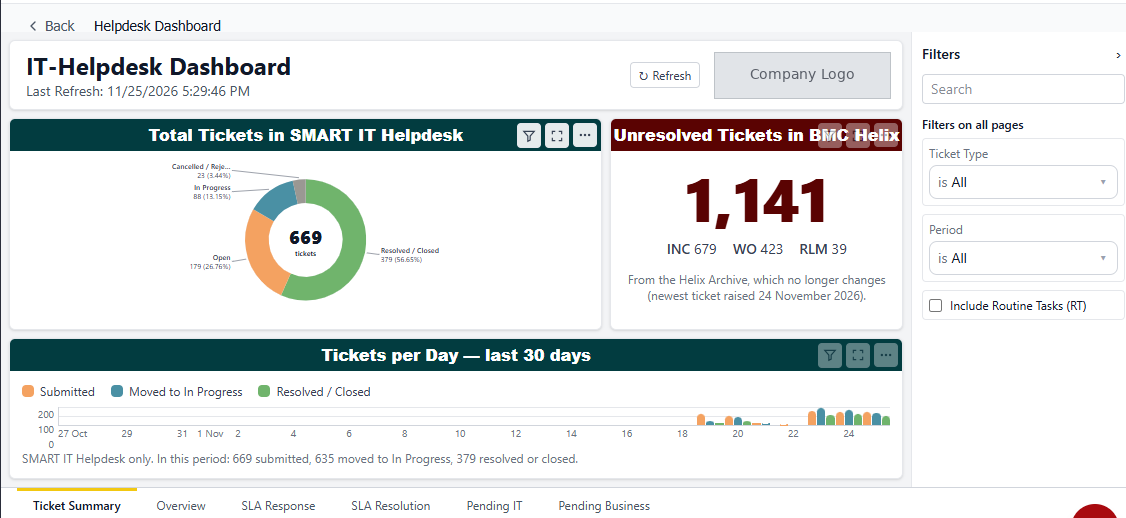 Back Helpdesk Dashboard
IT-Helpdesk Dashboard
Last Refresh: 11/25/2026 5:29:46 PM
↻ Refresh
Company Logo
Total Tickets in SMART IT Helpdesk
Cancelled / Reje...
23 (3.44%)
In Progress
88 (13.15%)
Open
179 (26.76%)
669
tickets
Resolved / Closed
379 (56.65%)
Unresolved Tickets in BMC Helix
1,141
INC 679 WO 423 RLM 39
From the Helix Archive, which no longer changes
(newest ticket raised 24 November 2026).
Tickets per Day — last 30 days
Submitted Moved to In Progress Resolved / Closed
200
100
0
27 Oct 29 31 1 Nov 2 4 6 8 10 12 14 16 18 20 22 24
SMART IT Helpdesk only. In this period: 669 submitted, 635 moved to In Progress, 379 resolved or closed.
Filters
Search
Filters on all pages
Ticket Type
is All
Period
is All
Include Routine Tasks (RT)
Ticket Summary Overview SLA Response SLA Resolution Pending IT Pending Business